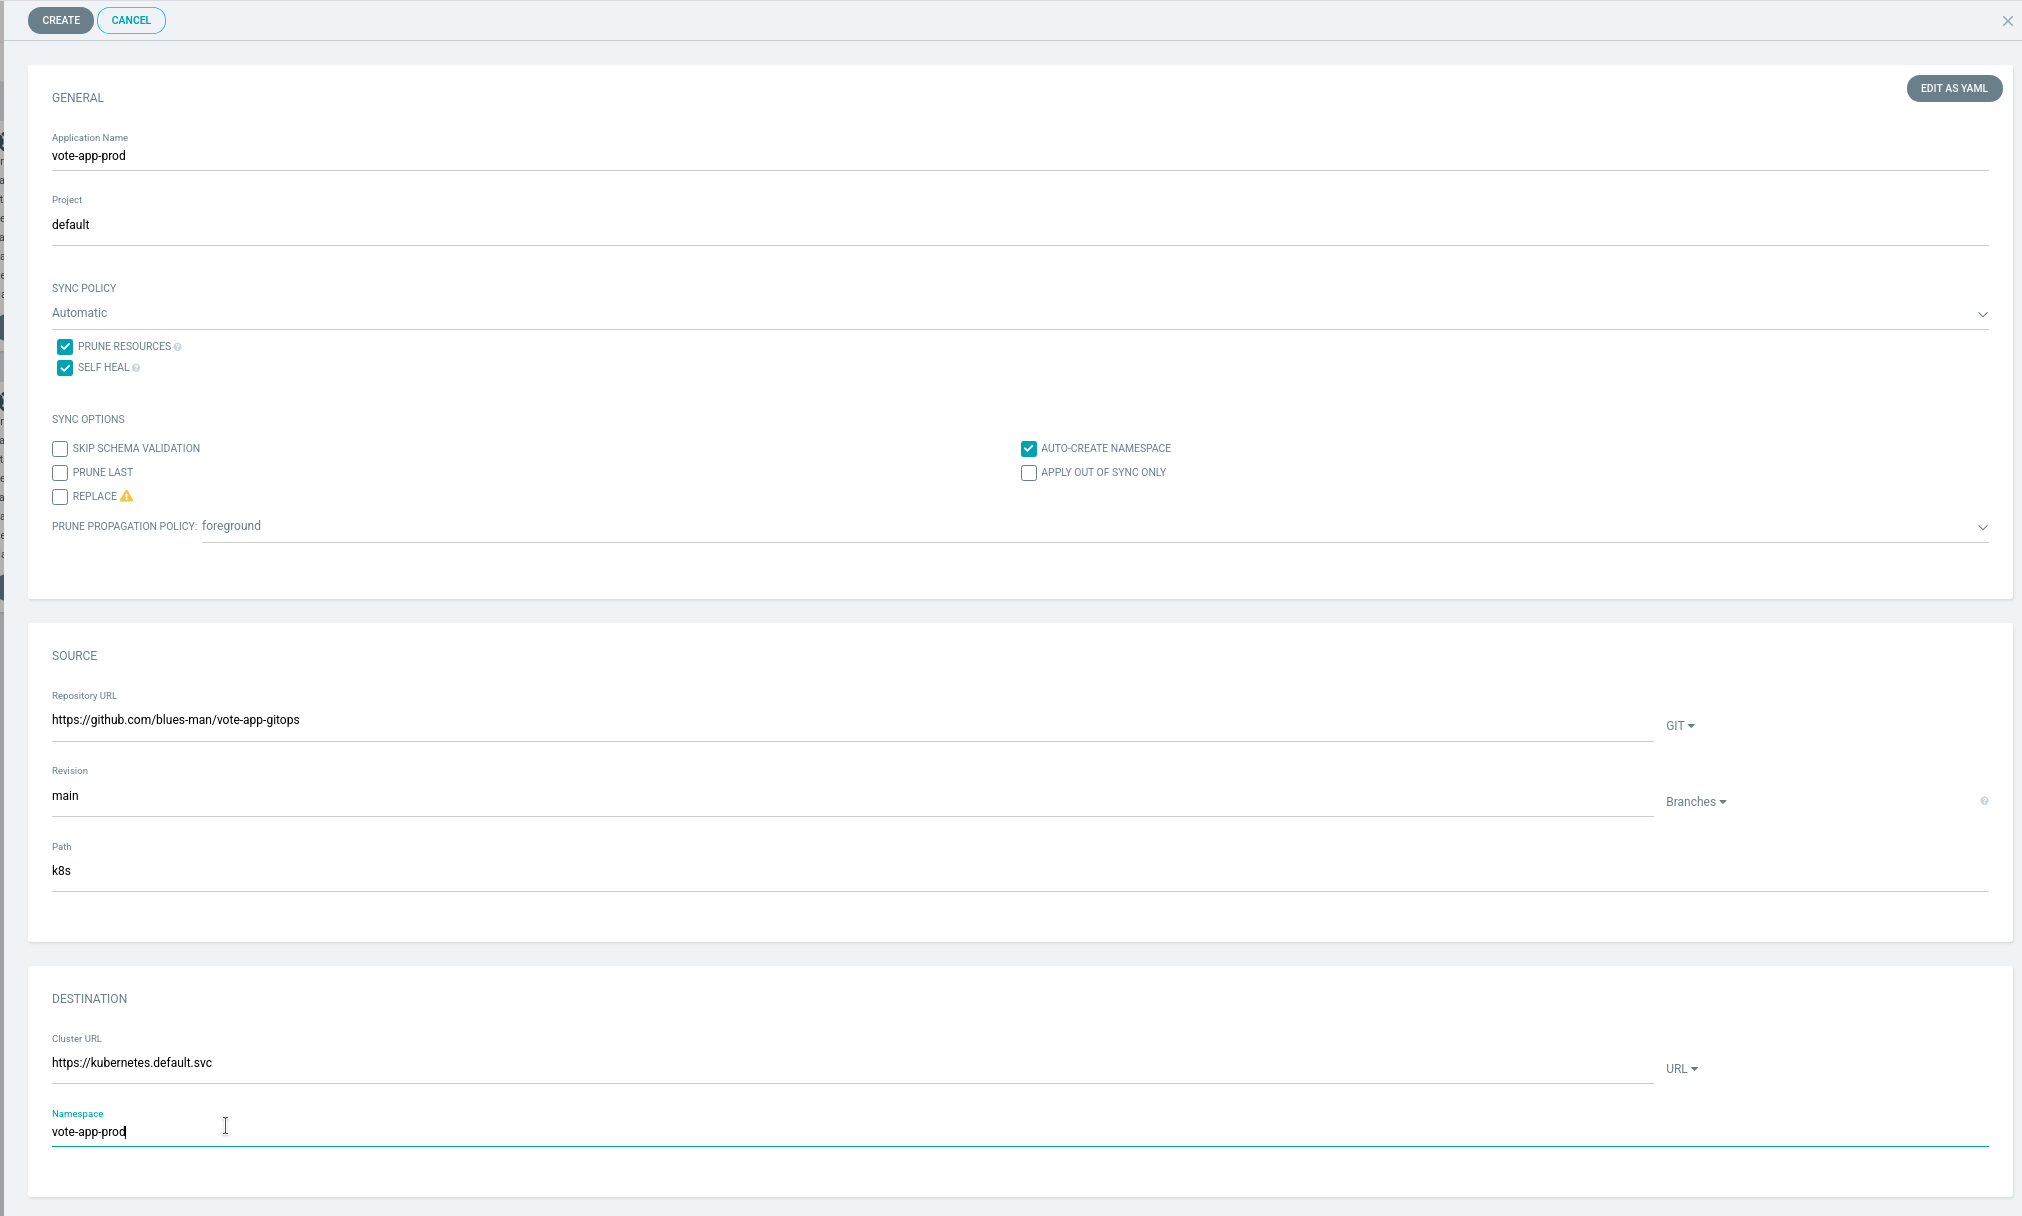 CREATE CANCEL
GENERAL
EDIT AS YAML
Application Name
vote-app-prod
Project
default
SYNC POLICY
Automatic
PRUNE RESOURCES
SELF HEAL
SYNC OPTIONS
SKIP SCHEMA VALIDATION AUTO-CREATE NAMESPACE
PRUNE LAST APPLY OUT OF SYNC ONLY
REPLACE
PRUNE PROPAGATION POLICY: foreground
SOURCE
Repository URL
https://github.com/blues-man/vote-app-gitops
GIT
Revision
main
Branches
Path
k8s
DESTINATION
Cluster URL
https://kubernetes.default.svc
URL
Namespace
vote-app-prod